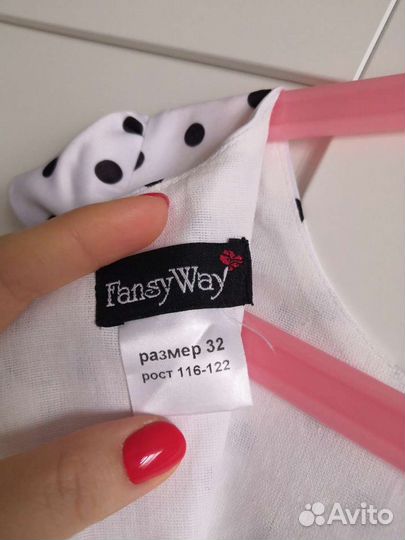 FansyWay
размер 32
рост 116-122
Avito